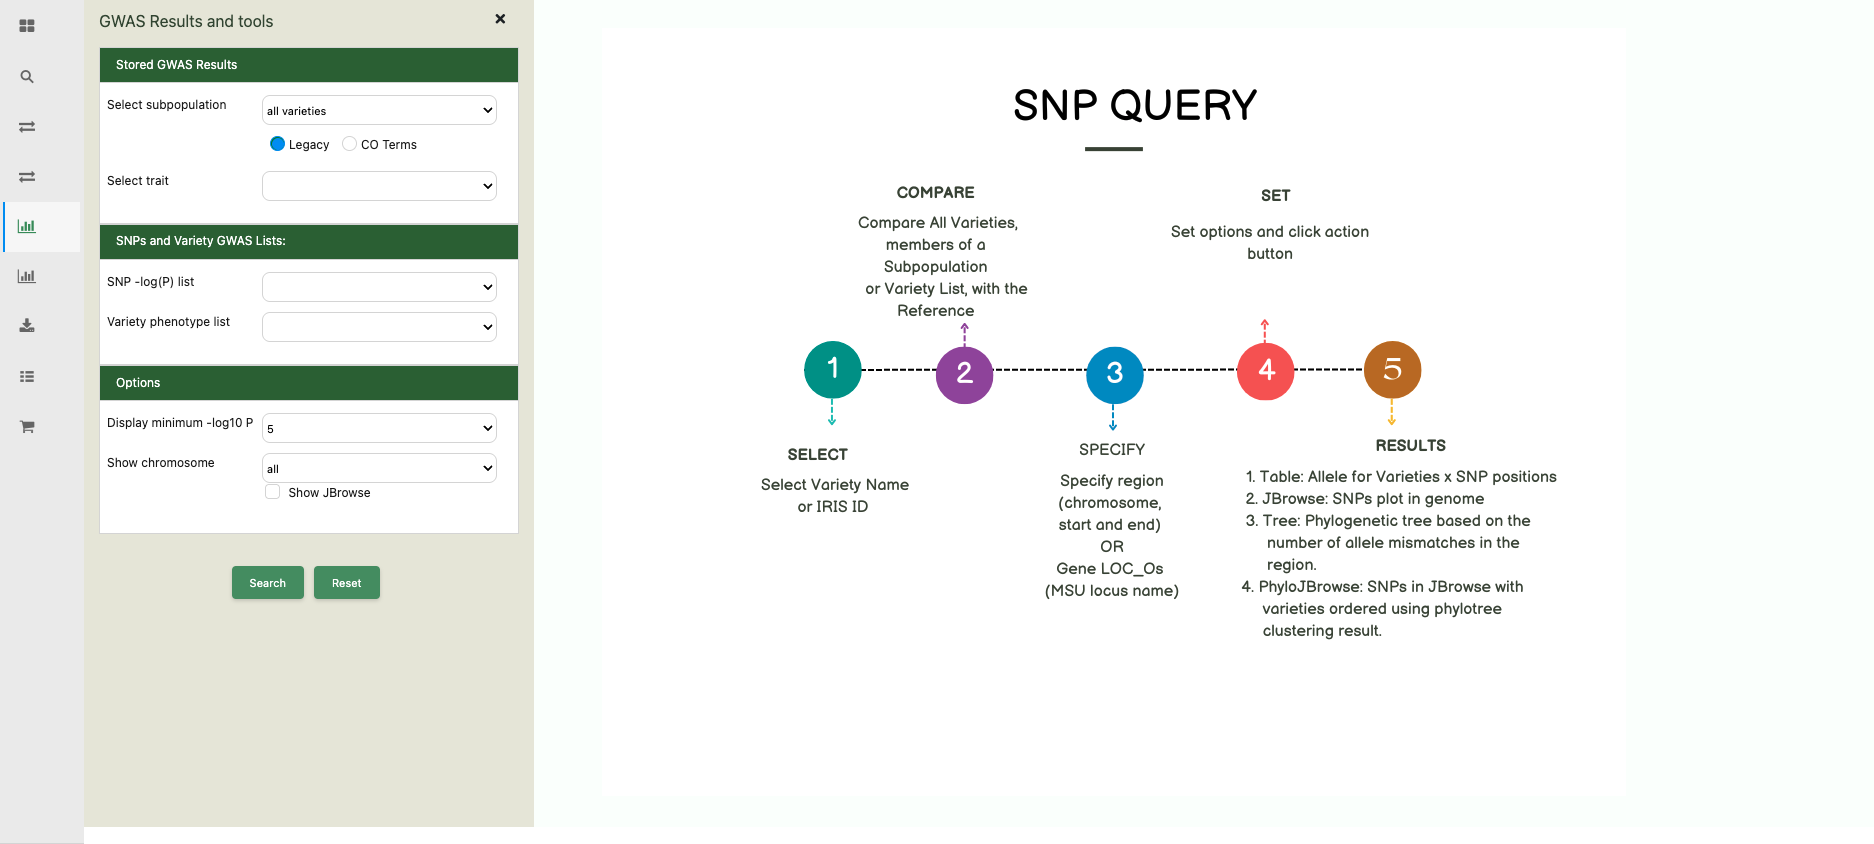 GWAS Results and tools
Stored GWAS Results
Select subpopulation
all varieties
Legacy
CO Terms
Select trait
SNPs and Variety GWAS Lists:
SNP -log(P) list
Variety phenotype list
Options
Display minimum -log10 P
5
Show chromosome
all
Show JBrowse
Search
Reset
SNP QUERY
COMPARE
Compare All Varieties,
members of a
Subpopulation
or Variety List, with the
Reference
SET
Set options and click action
button
1
2
3
4
5
SELECT
Select Variety Name
or IRIS ID
SPECIFY
Specify region
(chromosome,
start and end)
OR
Gene LOC_Os
(MSU locus name)
RESULTS
1. Table: Allele for Varieties x SNP positions
2. JBrowse: SNPs plot in genome
3. Tree: Phylogenetic tree based on the
number of allele mismatches in the
region.
4. PhyloJBrowse: SNPs in JBrowse with
varieties ordered using phylotree
clustering result.